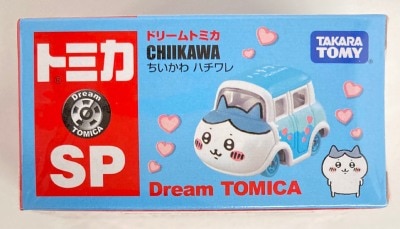 トミカ
Dream
TOMICA
SP
ドリームトミカ
CHIIKAWA
ちいかわ ハチワレ
TAKARA
TOMY
Dream TOMICA